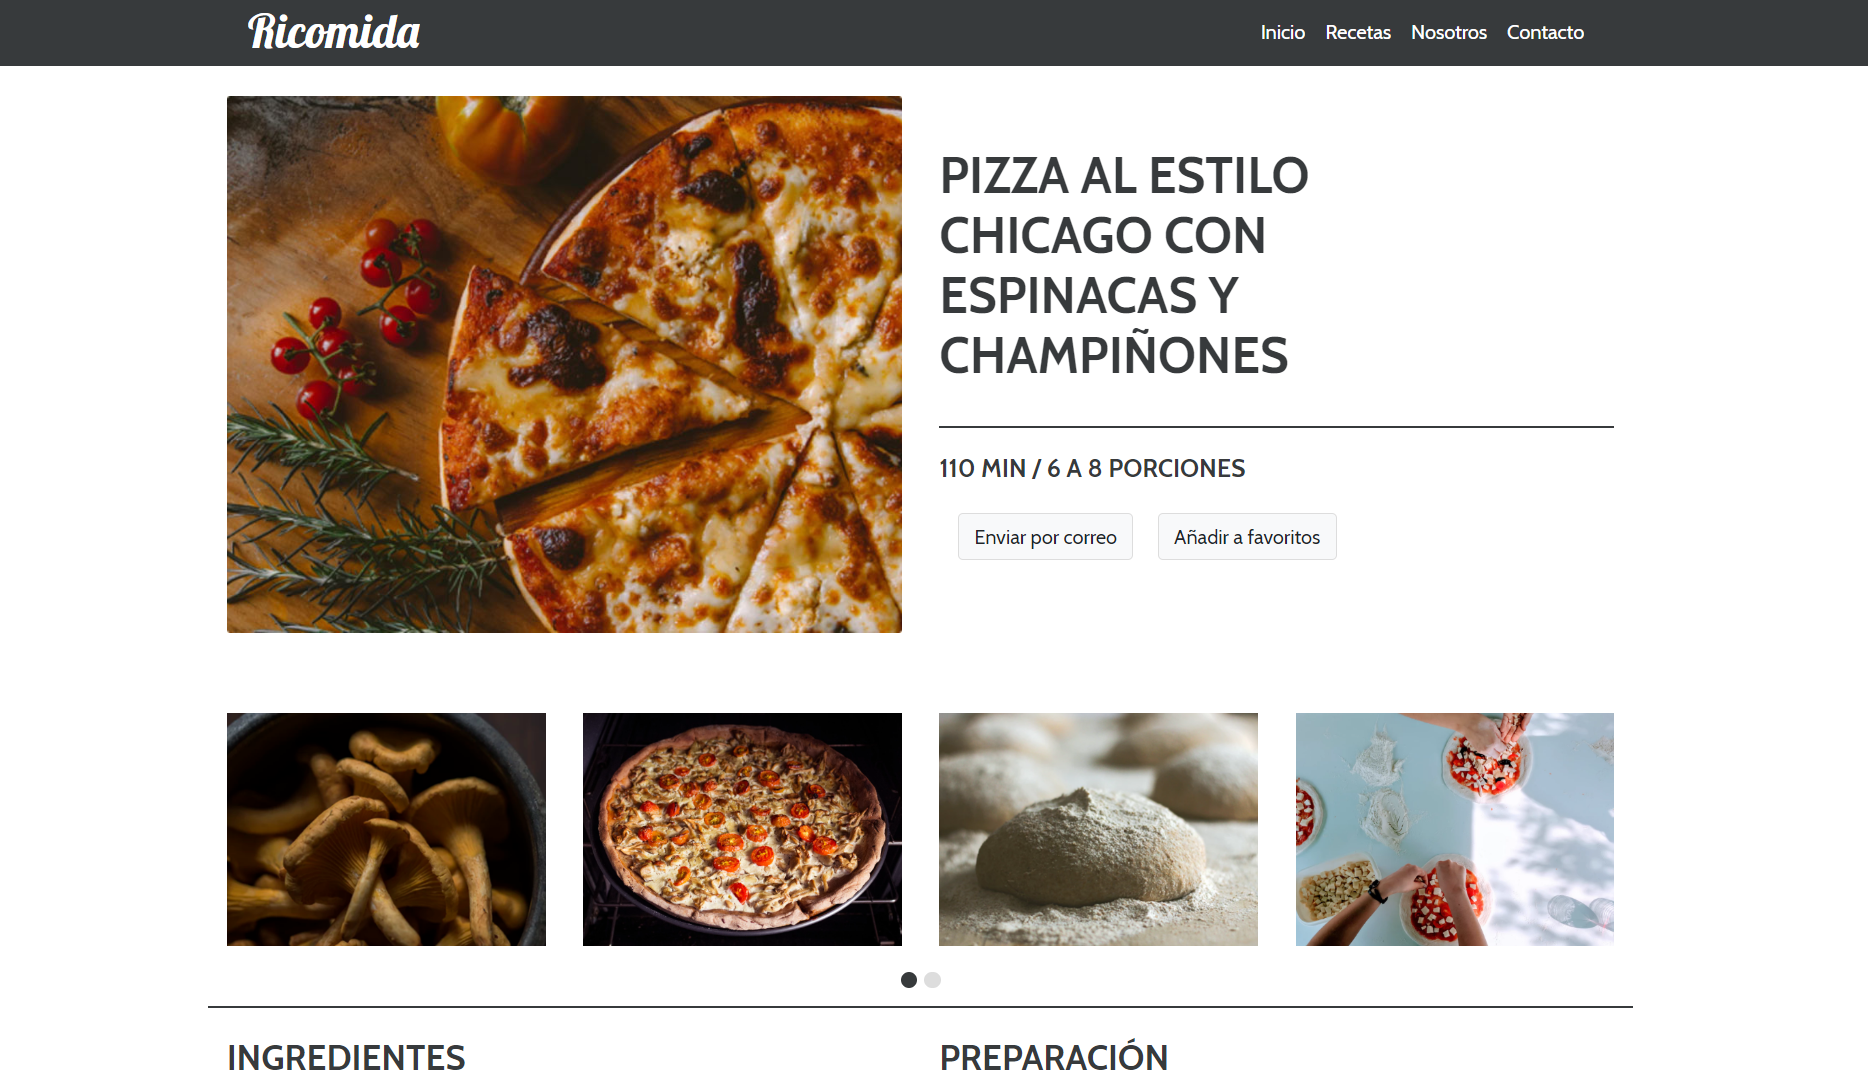 Ricomida
Inicio Recetas Nosotros Contacto
PIZZA AL ESTILO
CHICAGO CON
ESPINACAS Y
CHAMPIÑONES
110 MIN / 6 A 8 PORCIONES
Enviar por correo
Añadir a favoritos
INGREDIENTES
PREPARACIÓN